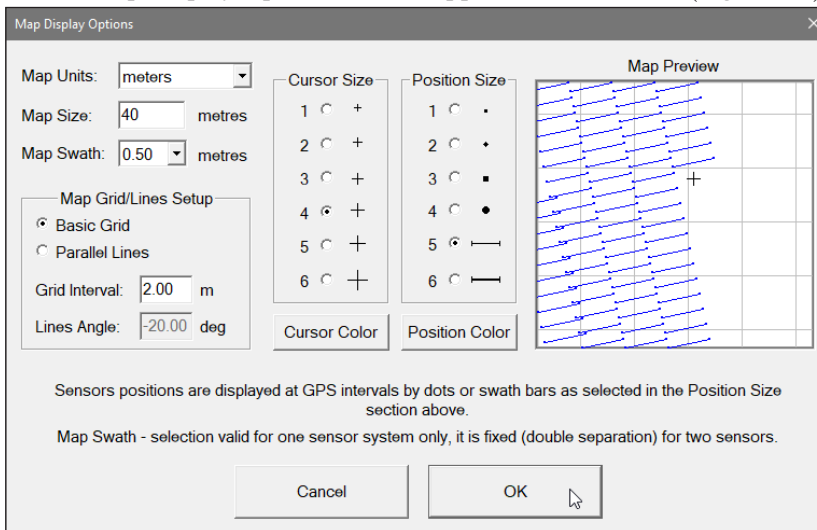 Map Display Options
Map Units:
meters
Map Size:
40
metres
Map Swath:
0.50
metres
Map Grid/Lines Setup
Basic Grid
Parallel Lines
Grid Interval:
2.00
m
Lines Angle:
-20.00
deg
Cursor Size
1
2
3
4
5
6
Cursor Color
Position Size
1
2
3
4
5
6
Position Color
Map Preview
Sensors positions are displayed at GPS intervals by dots or swath bars as selected in the Position Size
section above.
Map Swath - selection valid for one sensor system only, it is fixed (double separation) for two sensors.
Cancel
OK